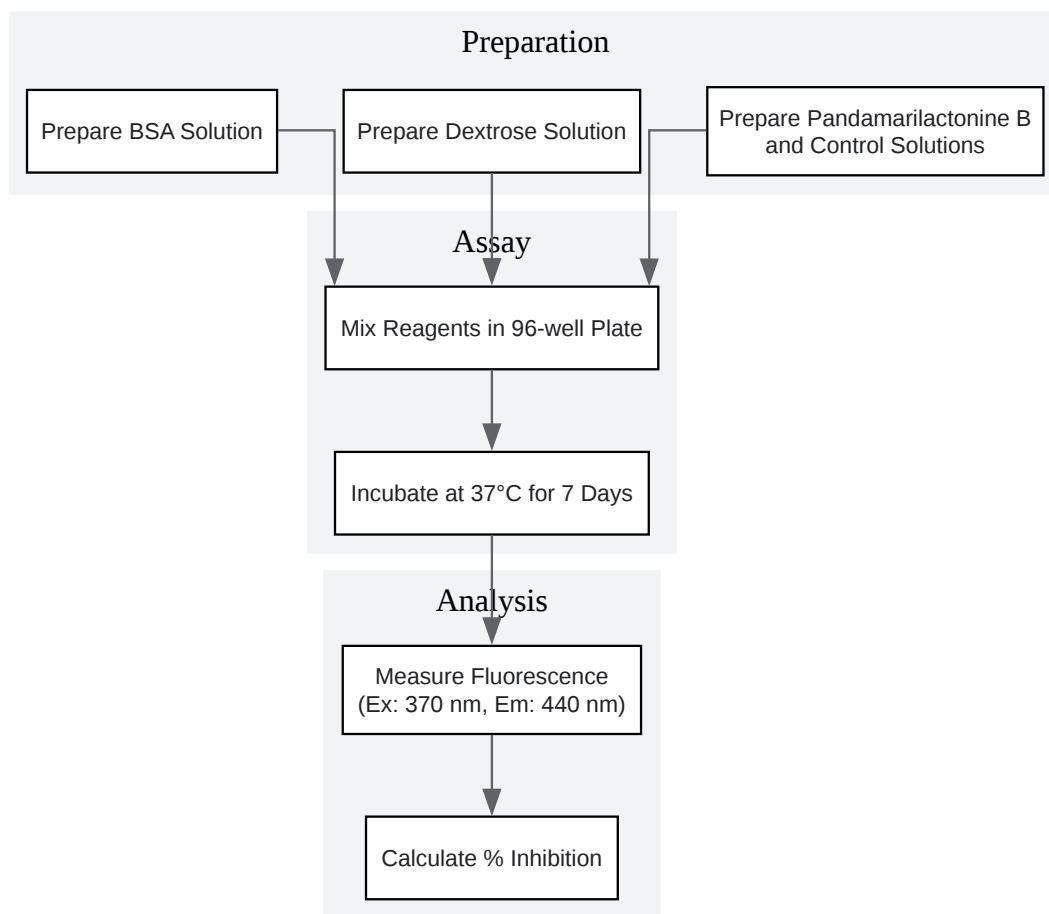 Preparation
Prepare BSA Solution
Prepare Dextrose Solution
Prepare Pandamarilactonine B
and Control Solutions
Assay
Mix Reagents in 96-well Plate
Incubate at 37°C for 7 Days
Analysis
Measure Fluorescence
(Ex: 370 nm, Em: 440 nm)
Calculate % Inhibition